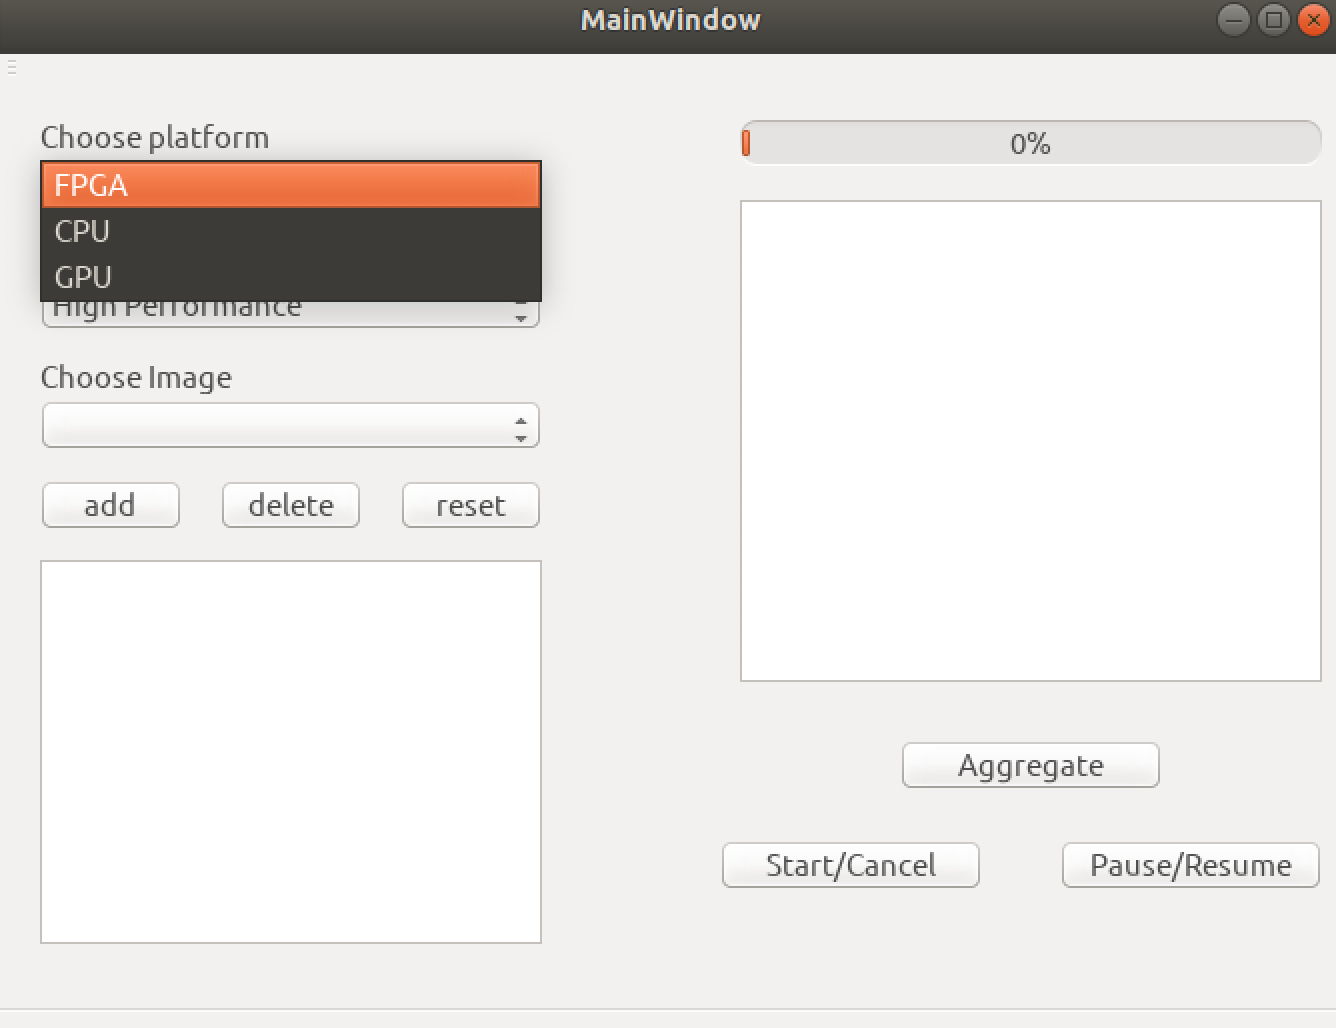 MainWindow
Choose platform
FPGA
CPU
GPU
High Performance
Choose Image
add
delete
reset
0%
Aggregate
Start/Cancel
Pause/Resume